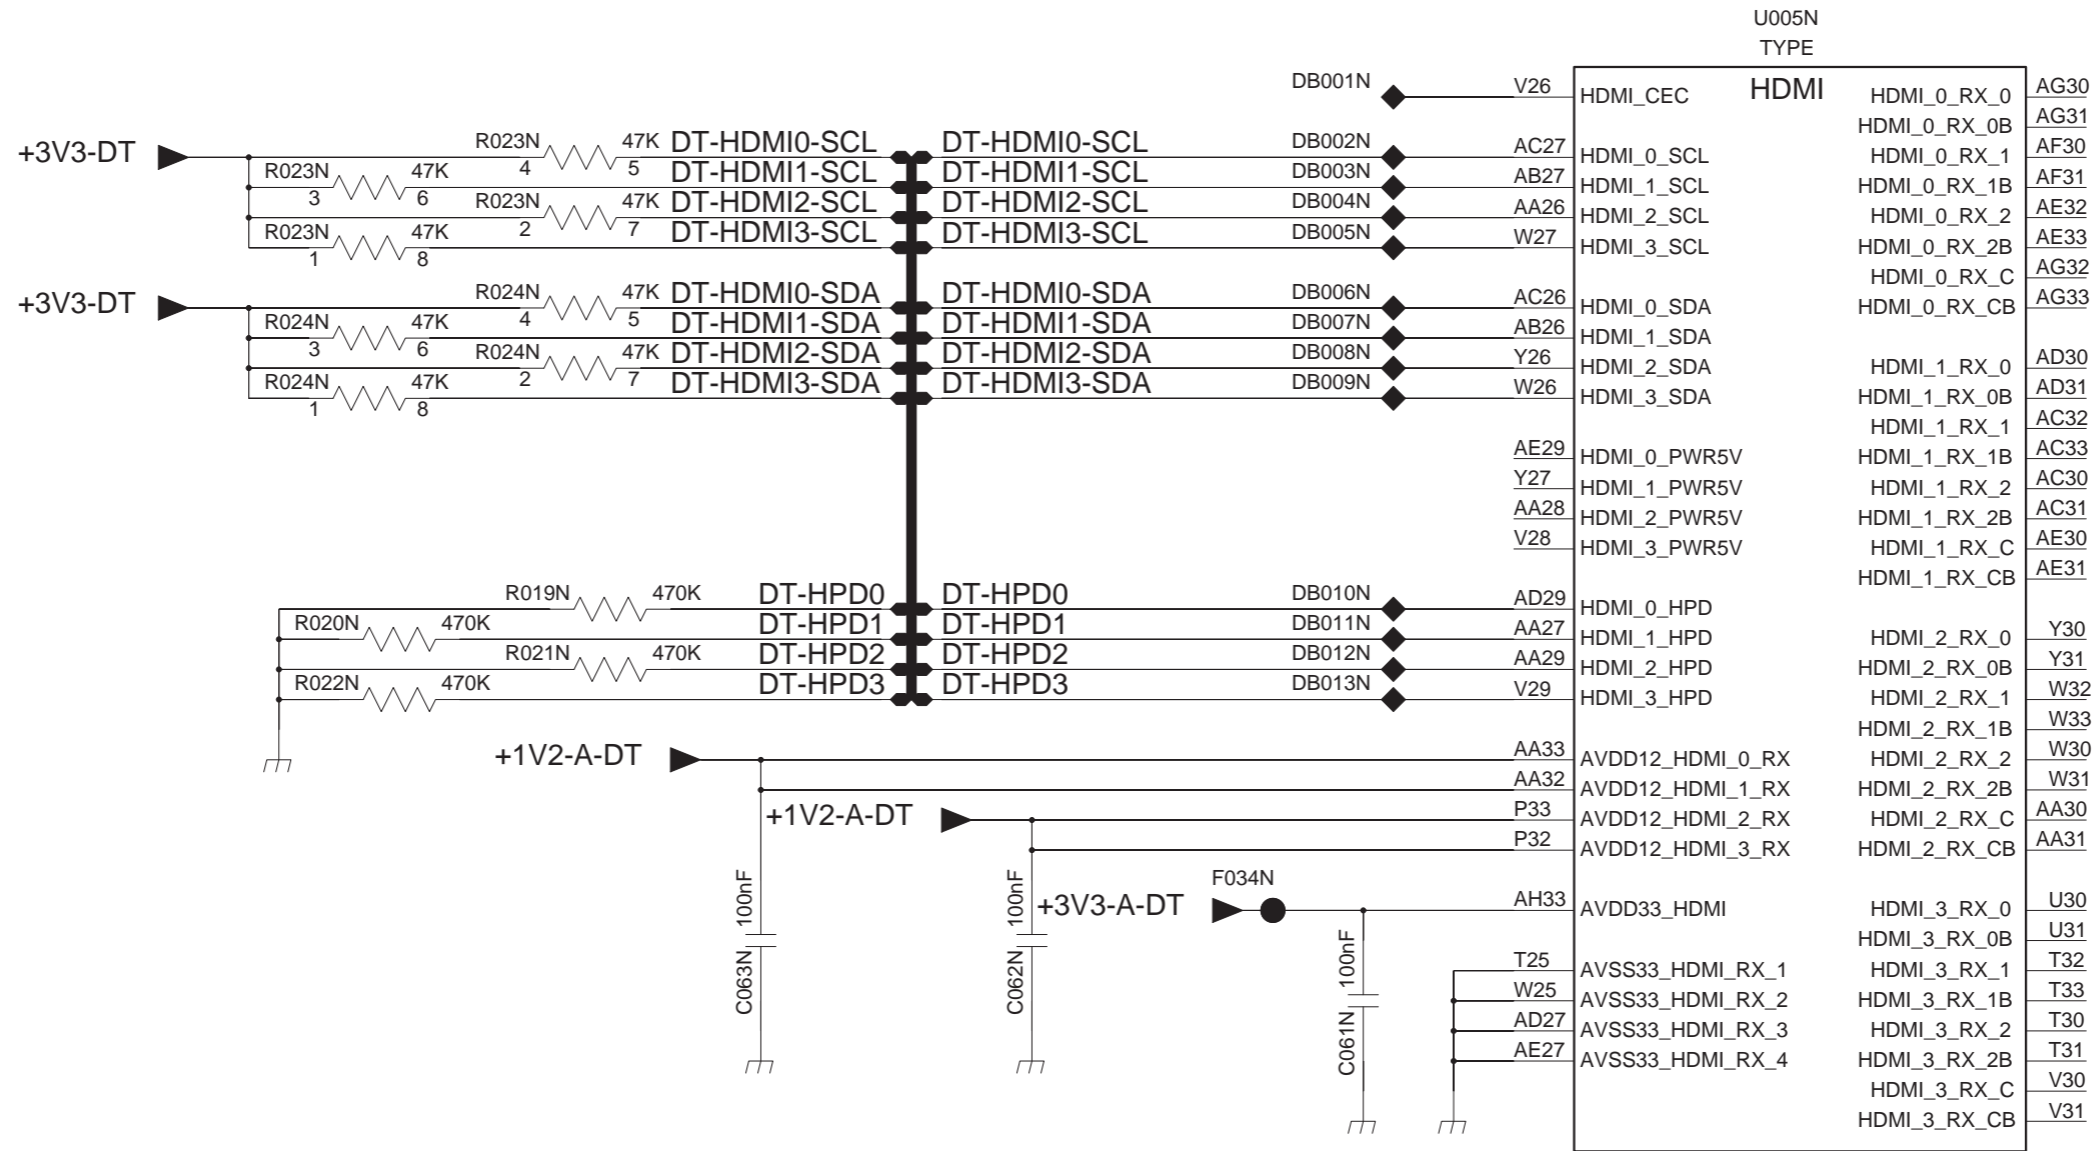 U005N
TYPE
DB001N V26 HDMI_CEC HDMI HDMI_0_RX_0 AG30
HDMI_0_RX_0B AG31
+3V3-DT R023N 4 47K 5 DT-HDMI0-SCL DT-HDMI0-SCL DB002N AC27 HDMI_0_SCL HDMI_0_RX_1 AF30
R023N 3 47K 6 DT-HDMI1-SCL DT-HDMI1-SCL DB003N AB27 HDMI_1_SCL HDMI_0_RX_1B AF31
R023N 2 47K 7 DT-HDMI2-SCL DT-HDMI2-SCL DB004N AA26 HDMI_2_SCL HDMI_0_RX_2 AE32
R023N 1 47K 8 DT-HDMI3-SCL DT-HDMI3-SCL DB005N W27 HDMI_3_SCL HDMI_0_RX_2B AE33
HDMI_0_RX_C AG32
+3V3-DT R024N 4 47K 5 DT-HDMI0-SDA DT-HDMI0-SDA DB006N AC26 HDMI_0_SDA HDMI_0_RX_CB AG33
R024N 3 47K 6 DT-HDMI1-SDA DT-HDMI1-SDA DB007N AB26 HDMI_1_SDA
R024N 2 47K 7 DT-HDMI2-SDA DT-HDMI2-SDA DB008N Y26 HDMI_2_SDA HDMI_1_RX_0 AD30
R024N 1 47K 8 DT-HDMI3-SDA DT-HDMI3-SDA DB009N W26 HDMI_3_SDA HDMI_1_RX_0B AD31
HDMI_1_RX_1 AC32
AE29 HDMI_0_PWR5V HDMI_1_RX_1B AC33
Y27 HDMI_1_PWR5V HDMI_1_RX_2 AC30
AA28 HDMI_2_PWR5V HDMI_1_RX_2B AC31
V28 HDMI_3_PWR5V HDMI_1_RX_C AE30
HDMI_1_RX_CB AE31
R019N 470K DT-HPD0 DT-HPD0 DB010N AD29 HDMI_0_HPD
R020N 470K DT-HPD1 DT-HPD1 DB011N AA27 HDMI_1_HPD HDMI_2_RX_0 Y30
R021N 470K DT-HPD2 DT-HPD2 DB012N AA29 HDMI_2_HPD HDMI_2_RX_0B Y31
R022N 470K DT-HPD3 DT-HPD3 DB013N V29 HDMI_3_HPD HDMI_2_RX_1 W32
HDMI_2_RX_1B W33
+1V2-A-DT AA33 AVDD12_HDMI_0_RX HDMI_2_RX_2 W30
AA32 AVDD12_HDMI_1_RX HDMI_2_RX_2B W31
+1V2-A-DT P33 AVDD12_HDMI_2_RX HDMI_2_RX_C AA30
P32 AVDD12_HDMI_3_RX HDMI_2_RX_CB AA31
C063N 100nF
C062N 100nF
+3V3-A-DT F034N AH33 AVDD33_HDMI HDMI_3_RX_0 U30
HDMI_3_RX_0B U31
C061N 100nF
T25 AVSS33_HDMI_RX_1 HDMI_3_RX_1 T32
W25 AVSS33_HDMI_RX_2 HDMI_3_RX_1B T33
AD27 AVSS33_HDMI_RX_3 HDMI_3_RX_2 T30
AE27 AVSS33_HDMI_RX_4 HDMI_3_RX_2B T31
HDMI_3_RX_C V30
HDMI_3_RX_CB V31